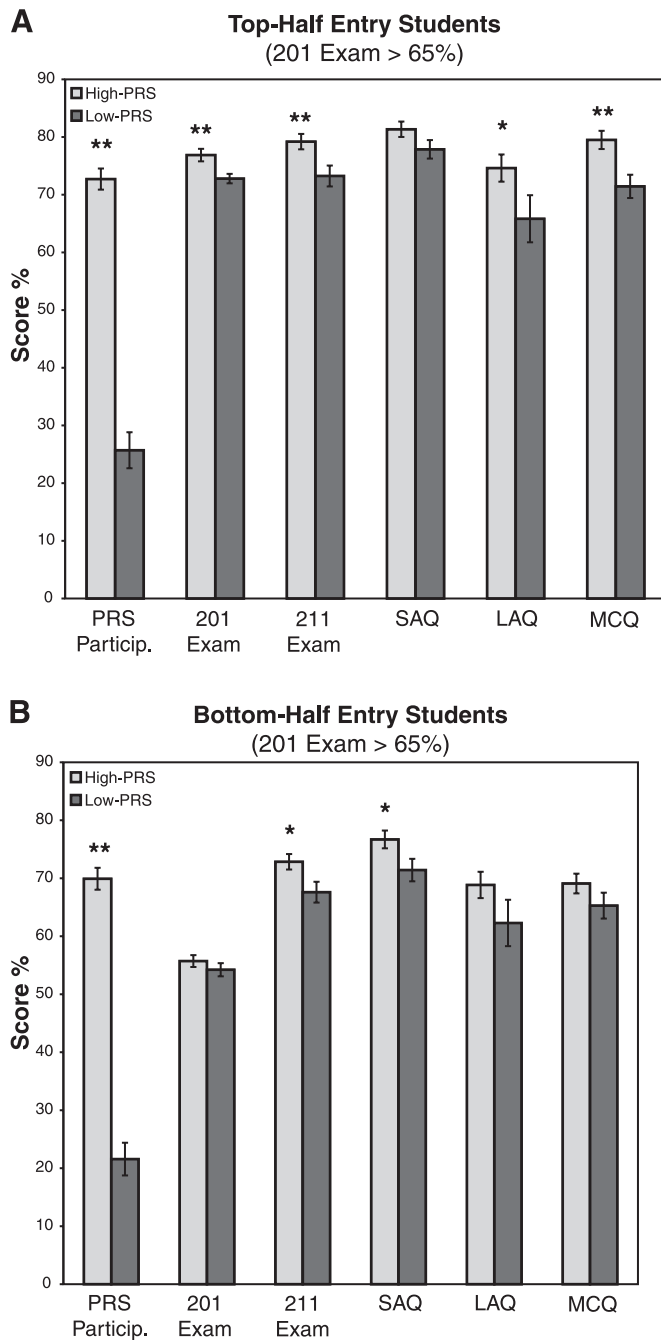 A
Top-Half Entry Students
(201 Exam > 65%)
90
High-PRS
Low-PRS
**
**
**
*
**
80
70
60
50
40
30
20
10
0
Score %
PRS
Particip.
201
Exam
211
Exam
SAQ
LAQ
MCQ
B
Bottom-Half Entry Students
(201 Exam > 65%)
90
High-PRS
Low-PRS
**
*
*
80
70
60
50
40
30
20
10
0
Score %
PRS
Particip.
201
Exam
211
Exam
SAQ
LAQ
MCQ